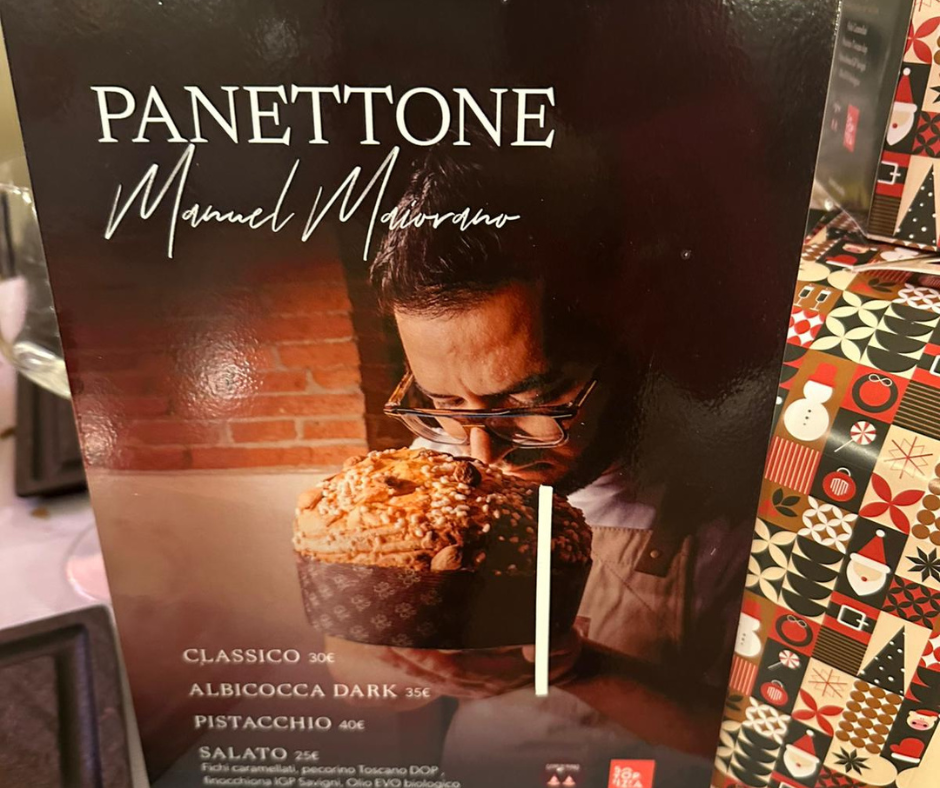 PANETTONE
Manuel Maiorano
CLASSICO 30€
ALBICOCCA DARK 35€
PISTACCHIO 40€
SALATO 25€
Fichi caramellati, pecorino Toscano DOP,
finocchiona IGP Savigni, Olio EVO biologico